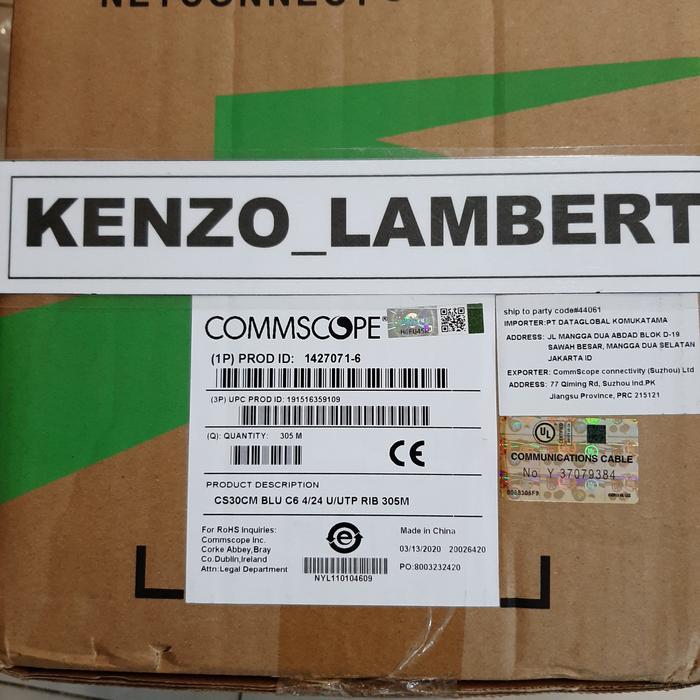 NETCONNECT®
KENZO_LAMBERT
COMMSCOPE®
(1P) PROD ID: 1427071-6
(3P) UPC PROD ID: 191516359109
(Q): QUANTITY: 305 M
CE
PRODUCT DESCRIPTION
CS30CM BLU C6 4/24 U/UTP RIB 305M
For RoHS Inquiries:
Commscope Inc.
Corke Abbey,Bray
Co.Dublin,Ireland
Attn:Legal Department
e
NYL110104609
Made in China
03/13/2020 20026420
PO:8003232420
ship to party code#44061
IMPORTER:PT DATAGLOBAL KOMUKATAMA
ADDRESS: JL MANGGA DUA ABDAD BLOK D-19
SAWAH BESAR, MANGGA DUA SELATAN
JAKARTA ID
EXPORTER: CommScope connectivity (Suzhou) Ltd
ADDRESS: 77 Qiming Rd, Suzhou ind.PK
Jiangsu Province, PRC 215121
UL
COMMUNICATIONS CABLE
No Y 37079384